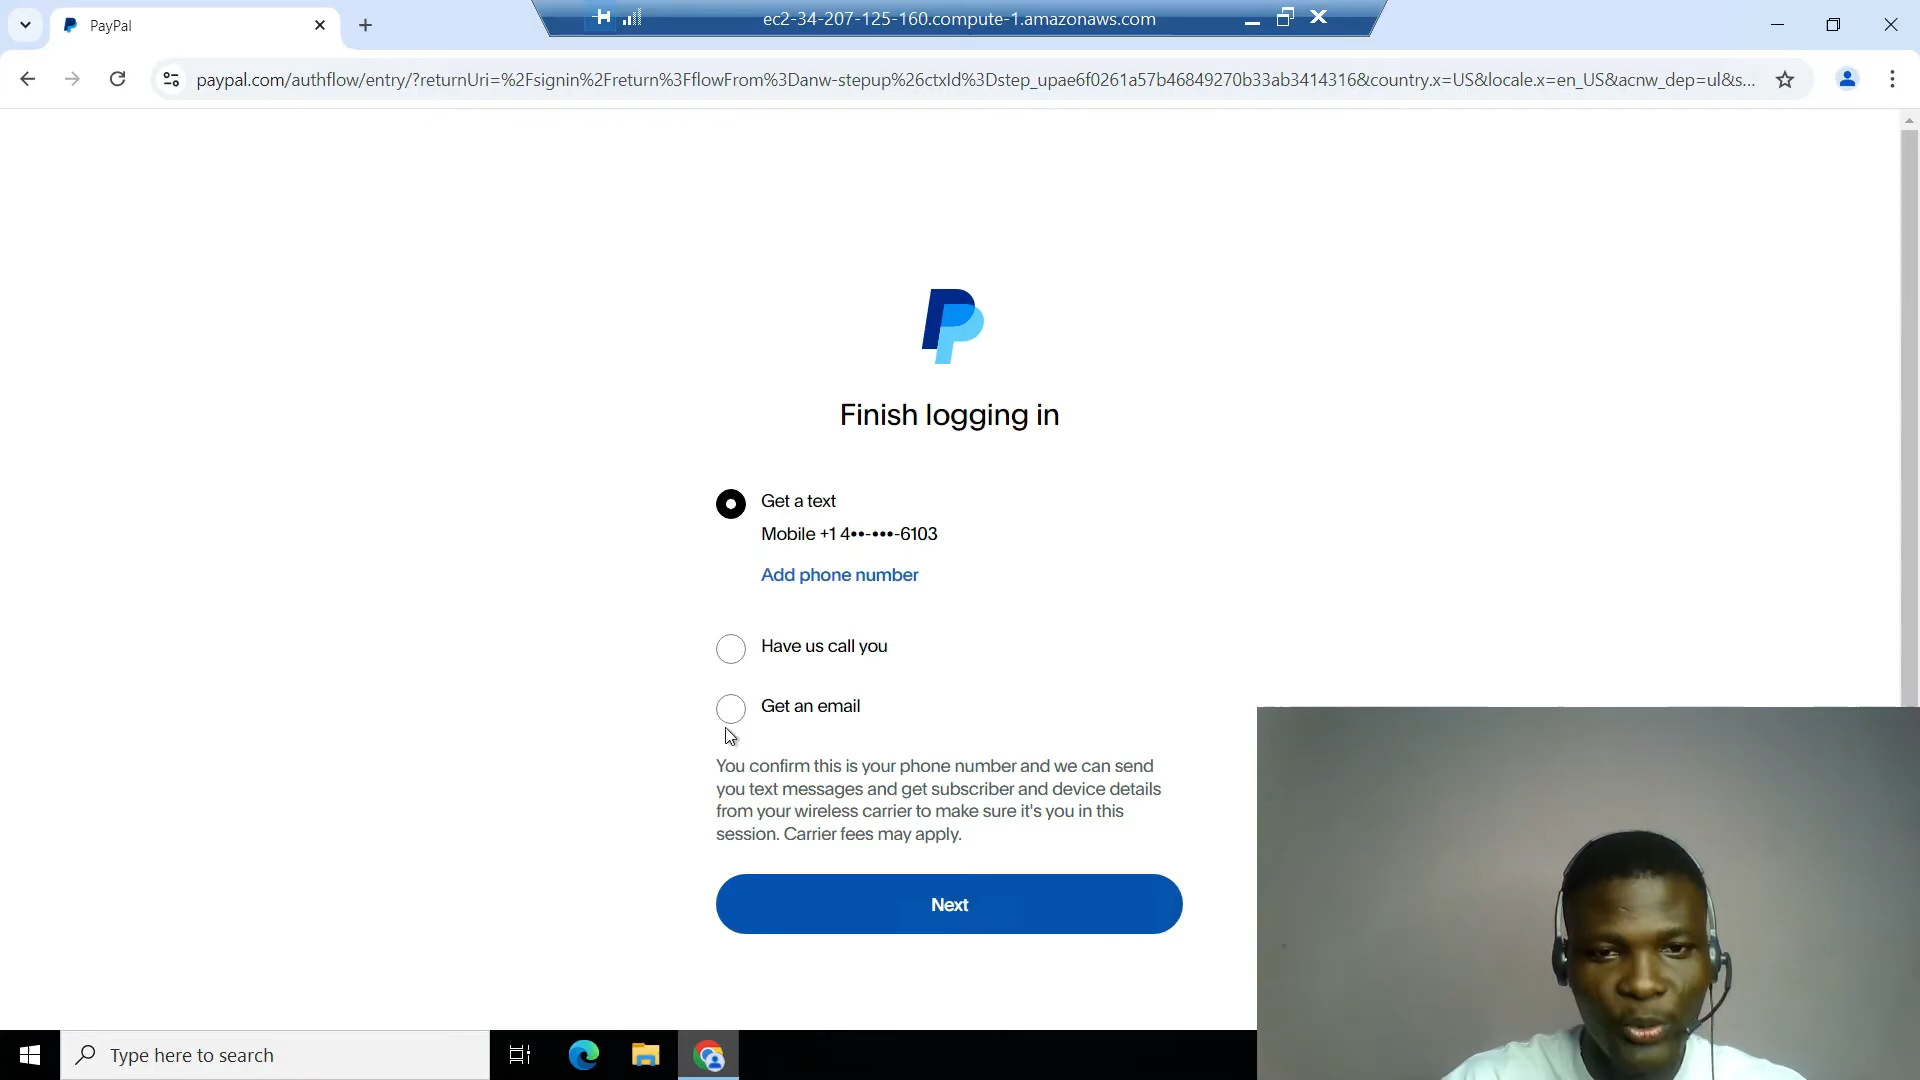 PayPal
ec2-34-207-125-160.compute-1.amazonaws.com
paypal.com/authflow/entry/?returnUri=%2Fsignin%2Freturn%3FflowFrom%3Danw-stepup%26ctxId%3Dstep_upae6f0261a57b46849270b33ab3414316&country.x=US&locale.x=en_US&acnw_dep=ul&s...
Finish logging in
Get a text
Mobile +1 4••-•••-6103
Add phone number
Have us call you
Get an email
You confirm this is your phone number and we can send
you text messages and get subscriber and device details
from your wireless carrier to make sure it's you in this
session. Carrier fees may apply.
Next
Type here to search